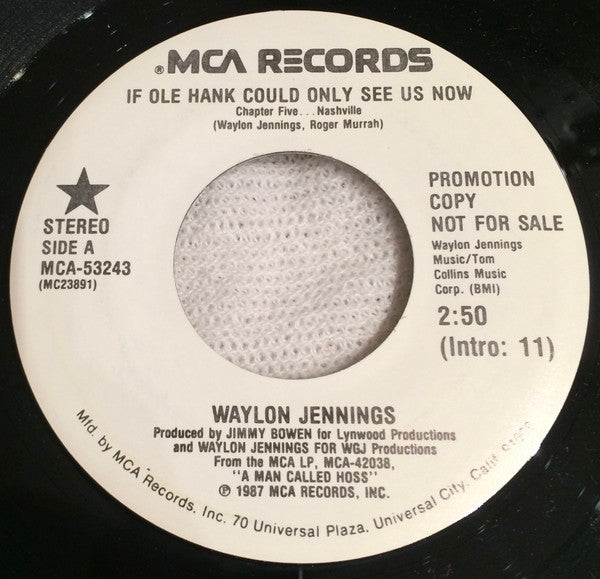 ®MCA RECORDS
IF OLE HANK COULD ONLY SEE US NOW
Chapter Five...Nashville
(Waylon Jennings, Roger Murrah)
STEREO
SIDE A
MCA-53243
(MC23891)
PROMOTION
COPY
NOT FOR SALE
Waylon Jennings
Music/Tom
Collins Music
Corp. (BMI)
2:50
(Intro: 11)
WAYLON JENNINGS
Produced by JIMMY BOWEN for Lynwood Productions
and WAYLON JENNINGS FOR WGJ Productions
From the MCA LP, MCA-42038,
"A MAN CALLED HOSS"
℗ 1987 MCA RECORDS, INC.
Mfd. by MCA Records, Inc. 70 Universal Plaza, Universal City, Calif.